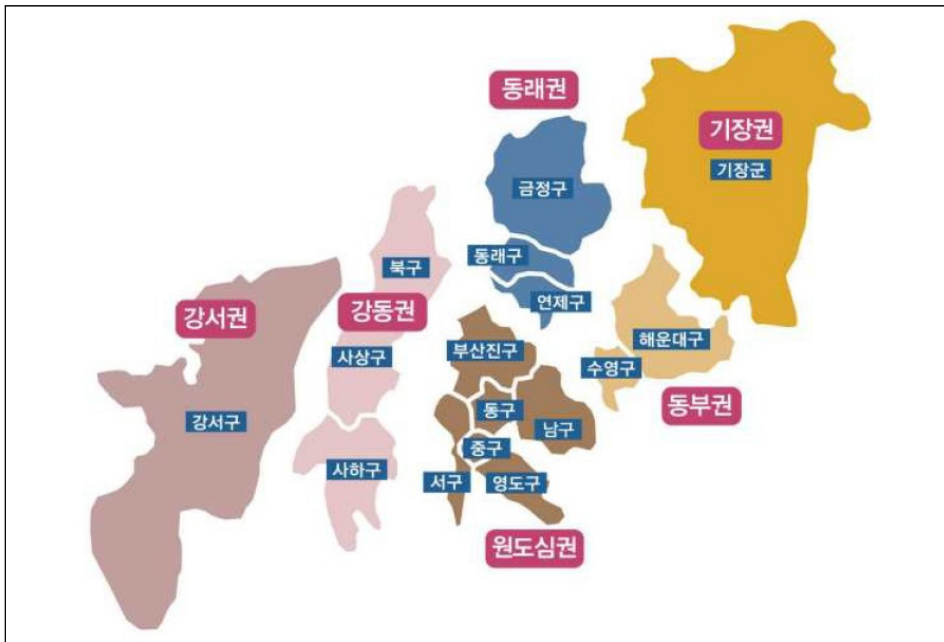 동래권
기장권
기장군
금정구
동래구
연제구
북구
강동권
사상구
사하구
강서권
강서구
부산진구
동구
남구
중구
서구
영도구
원도심권
해운대구
수영구
동부권